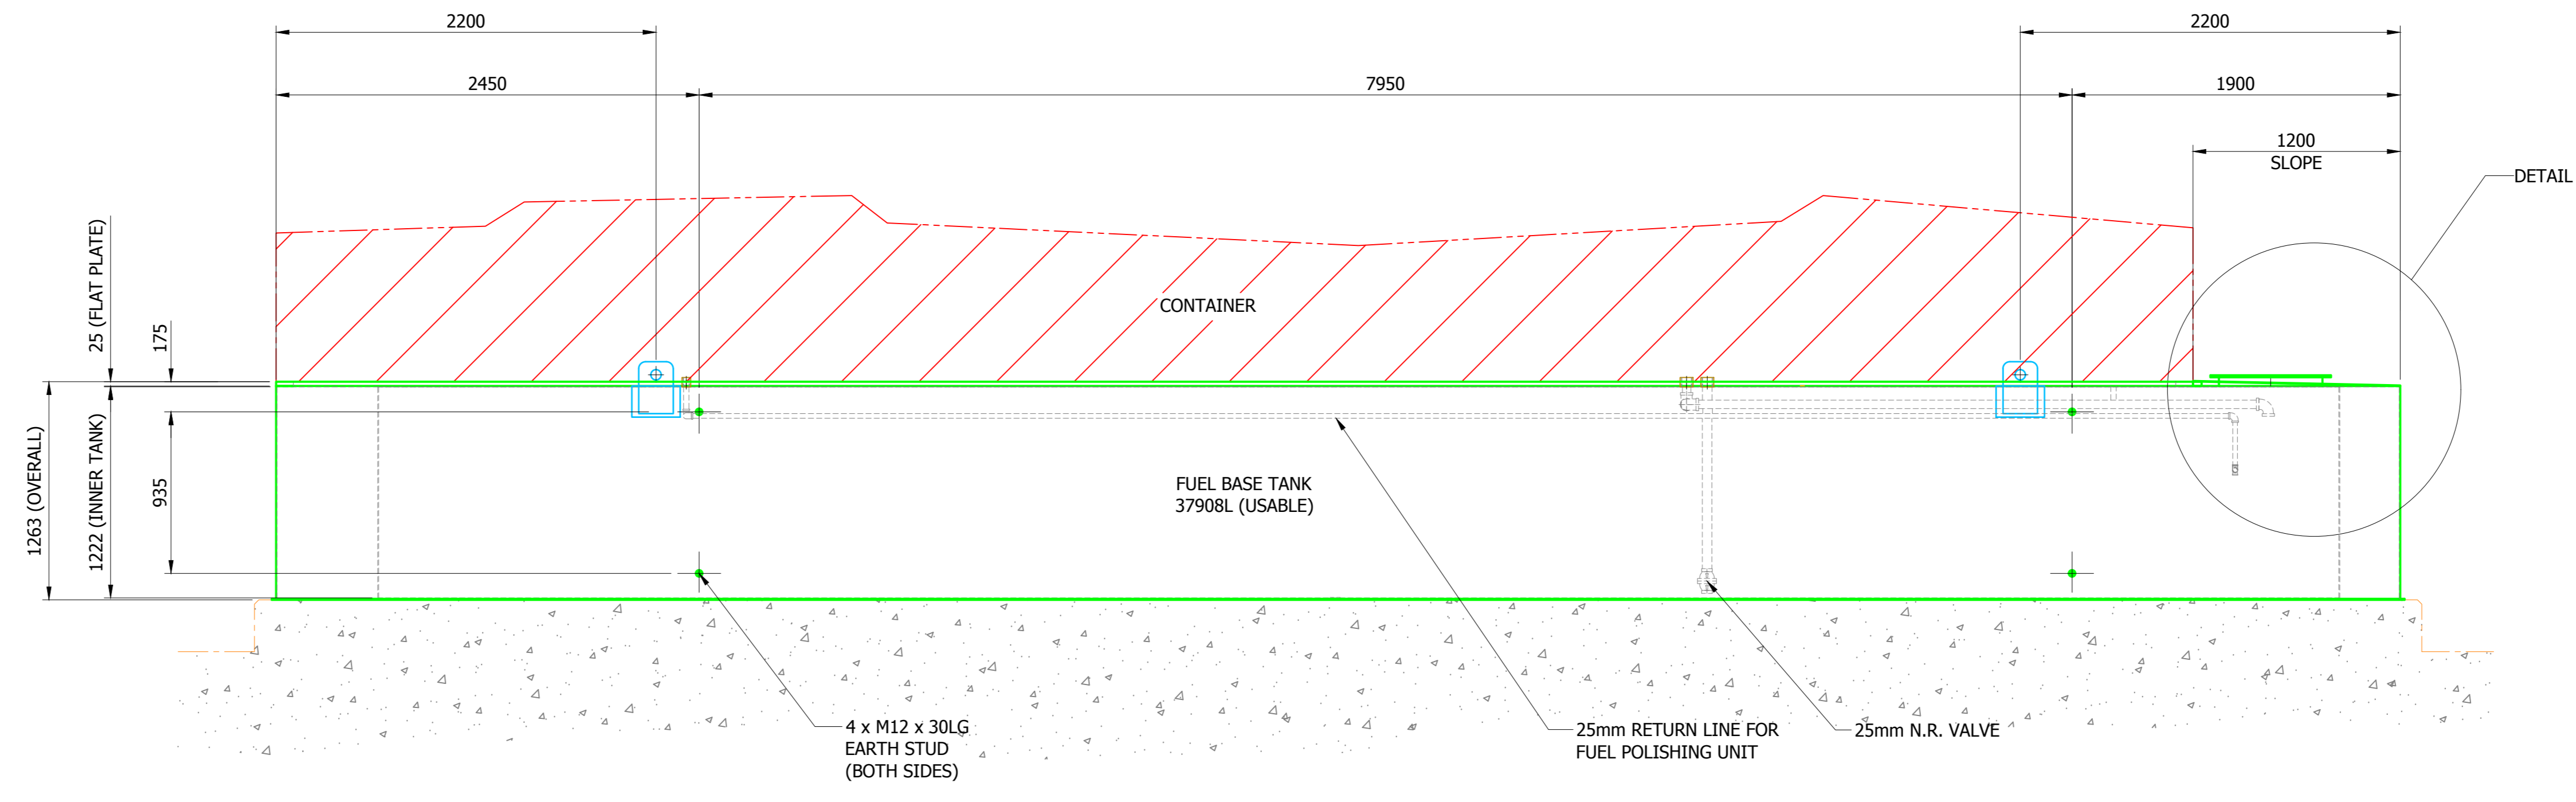 2200
2200
2450
7950
1900
1200
SLOPE
DETAIL
25 (FLAT PLATE)
175
CONTAINER
1263 (OVERALL)
1222 (INNER TANK)
935
FUEL BASE TANK
37908L (USABLE)
4 x M12 x 30LG
EARTH STUD
(BOTH SIDES)
25mm RETURN LINE FOR
FUEL POLISHING UNIT
25mm N.R. VALVE